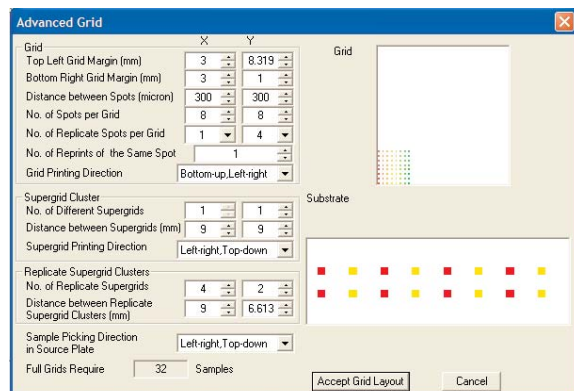 Advanced Grid
X Y
Grid
Top Left Grid Margin (mm) 3 8.319
Bottom Right Grid Margin (mm) 3 1
Distance between Spots (micron) 300 300
No. of Spots per Grid 8 8
No. of Replicate Spots per Grid 1 4
No. of Reprints of the Same Spot 1
Grid Printing Direction Bottom-up,Left-right
Supergrid Cluster
No. of Different Supergrids 1 1
Distance between Supergrids (mm) 9 9
Supergrid Printing Direction Left-right,Top-down
Replicate Supergrid Clusters
No. of Replicate Supergrids 4 2
Distance between Replicate
Supergrid Clusters (mm) 9 6.613
Sample Picking Direction
in Source Plate Left-right,Top-down
Full Grids Require 32 Samples
Grid
Substrate
Accept Grid Layout Cancel